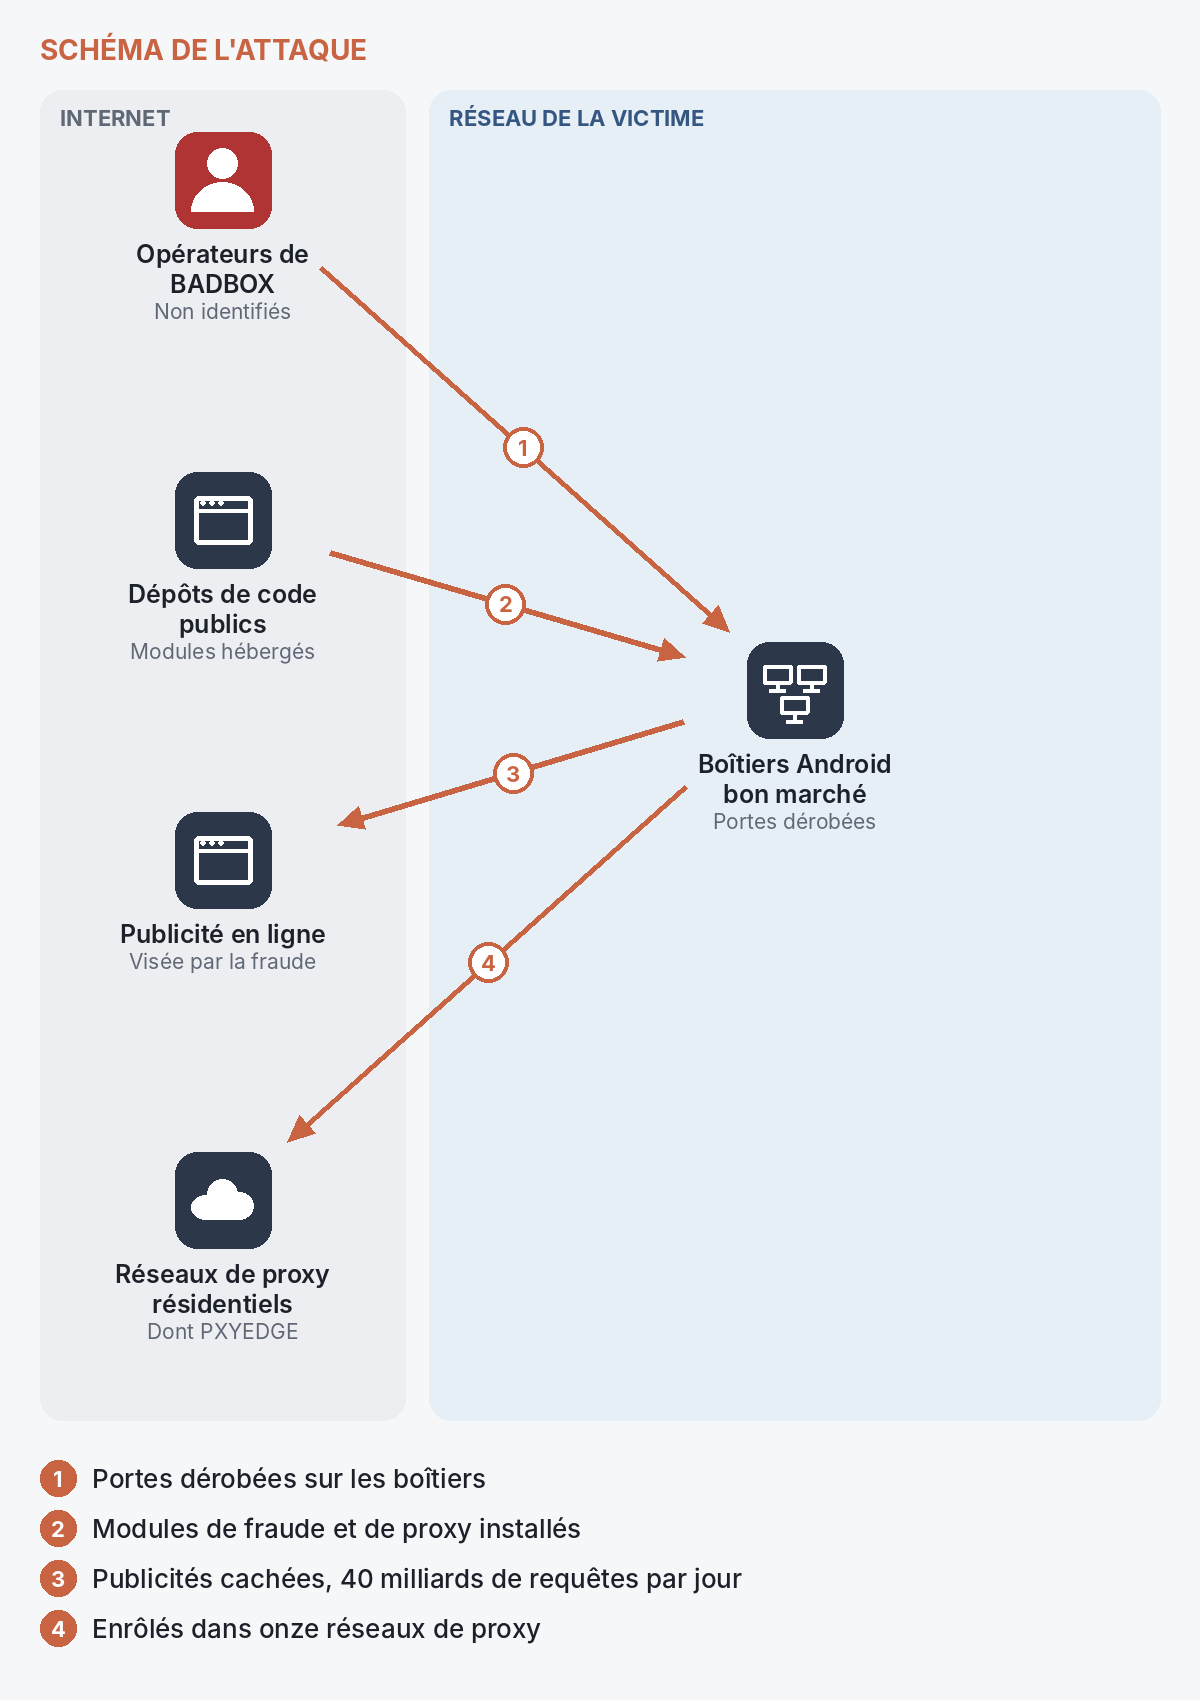 SCHÉMA DE L'ATTAQUE
INTERNET
RÉSEAU DE LA VICTIME
Opérateurs de
BADBOX
Non identifiés
1
Dépôts de code
publics
Modules hébergés
2
Boîtiers Android
bon marché
Portes dérobées
3
Publicité en ligne
Visée par la fraude
4
Réseaux de proxy
résidentiels
Dont PXYEDGE
1 Portes dérobées sur les boîtiers
2 Modules de fraude et de proxy installés
3 Publicités cachées, 40 milliards de requêtes par jour
4 Enrôlés dans onze réseaux de proxy